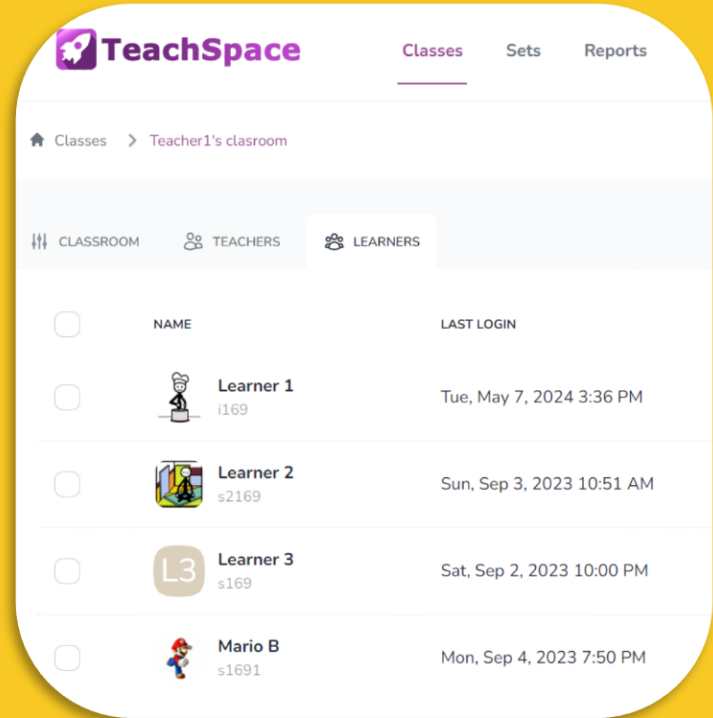 TeachSpace
Classes Sets Reports
Classes > Teacher1's clasroom
CLASSROOM TEACHERS LEARNERS
NAME LAST LOGIN
Learner 1 Tue, May 7, 2024 3:36 PM
i169
Learner 2 Sun, Sep 3, 2023 10:51 AM
s2169
L3 Learner 3 Sat, Sep 2, 2023 10:00 PM
s169
Mario B Mon, Sep 4, 2023 7:50 PM
s1691